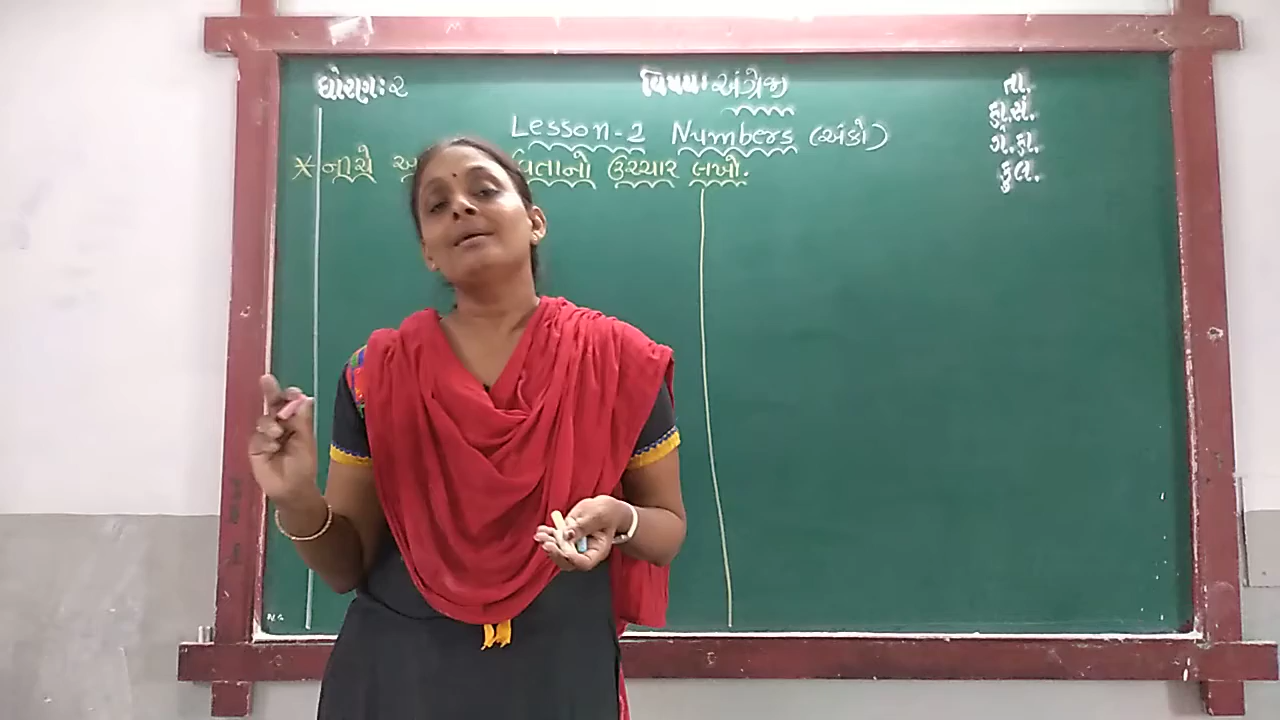 ધોરણ: ૨
વિષય: અંગ્રેજી
તા.
હા.સં.
ગે.હા.
કુલ.
Lesson-2 Numbers (અંકો)
* નીચે ઉચ્ચાર લખો.